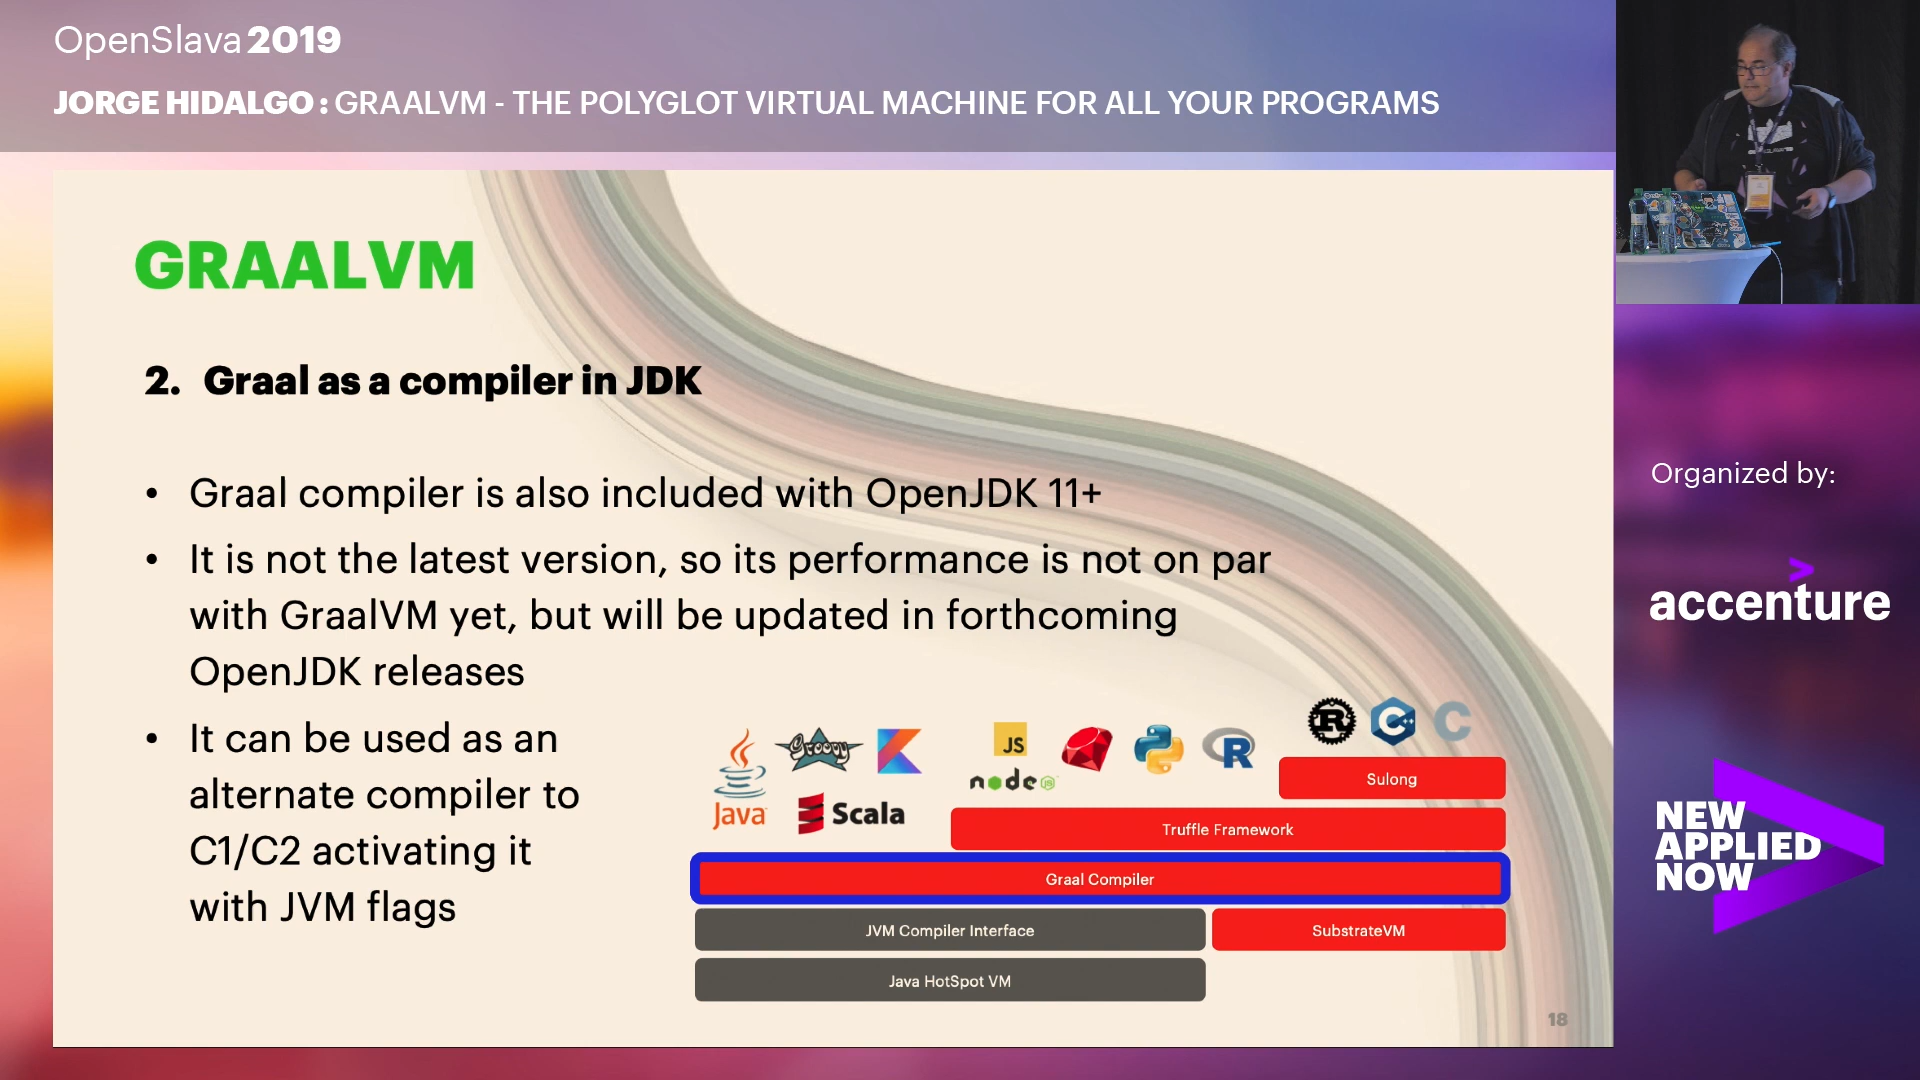 OpenSlava 2019
JORGE HIDALGO : GRAALVM - THE POLYGLOT VIRTUAL MACHINE FOR ALL YOUR PROGRAMS
GRAALVM
2. Graal as a compiler in JDK
• Graal compiler is also included with OpenJDK 11+
• It is not the latest version, so its performance is not on par
with GraalVM yet, but will be updated in forthcoming
OpenJDK releases
• It can be used as an
alternate compiler to
C1/C2 activating it
with JVM flags
Java
Groovy
Scala
JS
node JS
R
R
C++
C
Sulong
Truffle Framework
Graal Compiler
JVM Compiler Interface
SubstrateVM
Java HotSpot VM
18
Organized by:
accenture
NEW
APPLIED
NOW